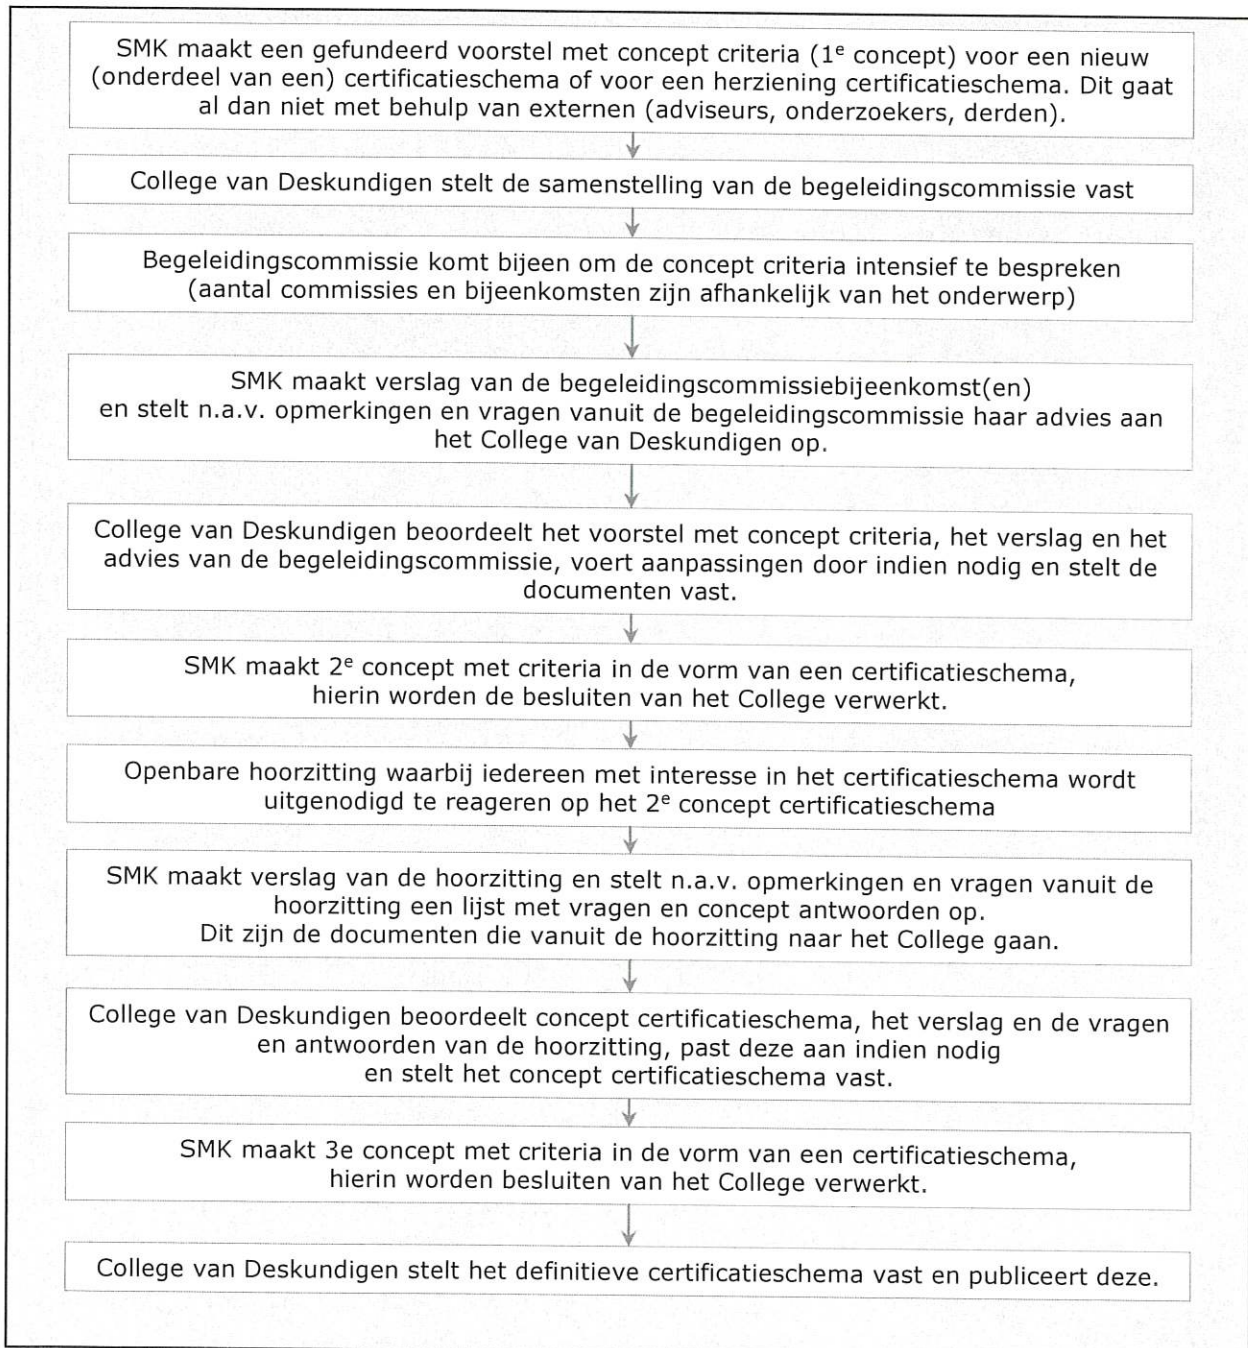 SMK maakt een gefundeerd voorstel met concept criteria (1e concept) voor een nieuw
(onderdeel van een) certificatieschema of voor een herziening certificatieschema. Dit gaat
al dan niet met behulp van externen (adviseurs, onderzoekers, derden).
College van Deskundigen stelt de samenstelling van de begeleidingscommissie vast
Begeleidingscommissie komt bijeen om de concept criteria intensief te bespreken
(aantal commissies en bijeenkomsten zijn afhankelijk van het onderwerp)
SMK maakt verslag van de begeleidingscommissiebijeenkomst(en)
en stelt n.a.v. opmerkingen en vragen vanuit de begeleidingscommissie haar advies aan
het College van Deskundigen op.
College van Deskundigen beoordeelt het voorstel met concept criteria, het verslag en het
advies van de begeleidingscommissie, voert aanpassingen door indien nodig en stelt de
documenten vast.
SMK maakt 2e concept met criteria in de vorm van een certificatieschema,
hierin worden de besluiten van het College verwerkt.
Openbare hoorzitting waarbij iedereen met interesse in het certificatieschema wordt
uitgenodigd te reageren op het 2e concept certificatieschema
SMK maakt verslag van de hoorzitting en stelt n.a.v. opmerkingen en vragen vanuit de
hoorzitting een lijst met vragen en concept antwoorden op.
Dit zijn de documenten die vanuit de hoorzitting naar het College gaan.
College van Deskundigen beoordeelt concept certificatieschema, het verslag en de vragen
en antwoorden van de hoorzitting, past deze aan indien nodig
en stelt het concept certificatieschema vast.
SMK maakt 3e concept met criteria in de vorm van een certificatieschema,
hierin worden besluiten van het College verwerkt.
College van Deskundigen stelt het definitieve certificatieschema vast en publiceert deze.